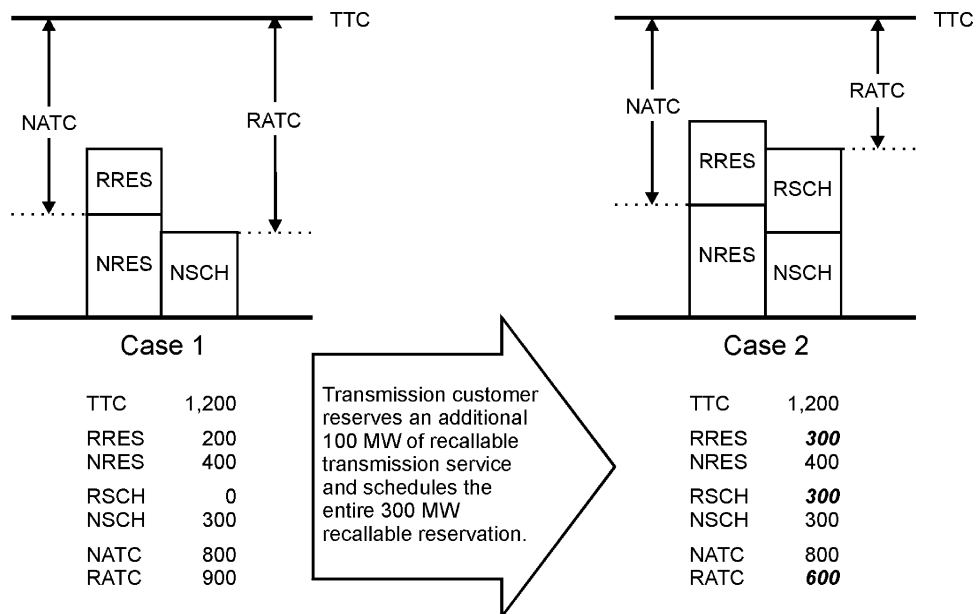 TTC
NATC
RATC
RRES
NRES
NSCH
Case 1
TTC 1,200
RRES 200
NRES 400
RSCH 0
NSCH 300
NATC 800
RATC 900
Transmission customer
reserves an additional
100 MW of recallable
transmission service
and schedules the
entire 300 MW
recallable reservation.
TTC
NATC
RATC
RRES
RSCH
NRES
NSCH
Case 2
TTC 1,200
RRES 300
NRES 400
RSCH 300
NSCH 300
NATC 800
RATC 600